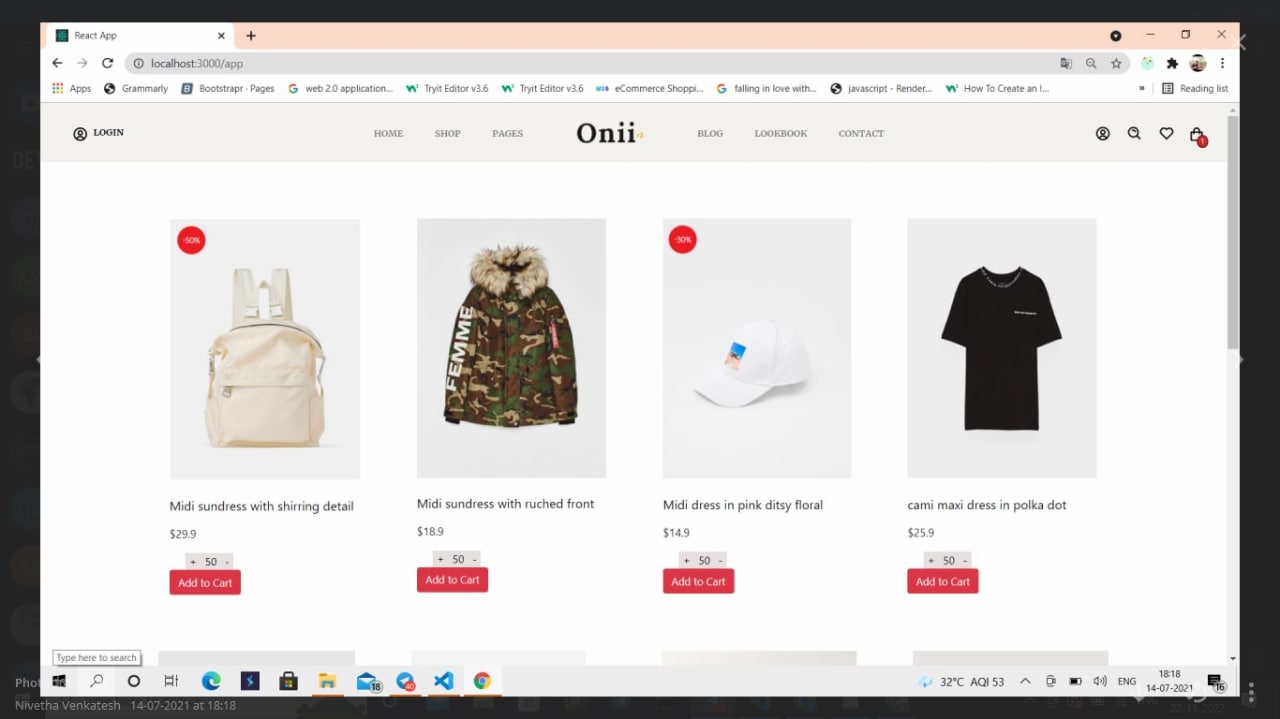 React App
localhost:3000/app
Apps
Grammarly
Bootstrapr · Pages
web 2.0 application...
Tryit Editor v3.6
Tryit Editor v3.6
eCommerce Shoppi...
falling in love with...
javascript - Render...
How To Create an I...
»
Reading list
LOGIN
HOME
SHOP
PAGES
Onii
BLOG
LOOKBOOK
CONTACT
1
-50%
FEMME
-30%
Midi sundress with shirring detail
Midi sundress with ruched front
Midi dress in pink ditsy floral
cami maxi dress in polka dot
$29.9
$18.9
$14.9
$25.9
+ 50 -
+ 50 -
+ 50 -
+ 50 -
Add to Cart
Add to Cart
Add to Cart
Add to Cart
Type here to search
18
40
32°C AQI 53
ENG
18:18
14-07-2021
16
Nivetha Venkatesh 14-07-2021 at 18:18
22-11-2022